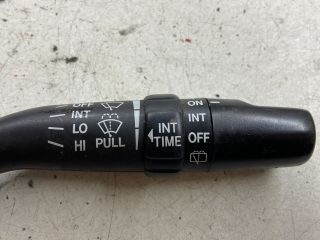 OFF
INT
LO
HI PULL
INT
TIME
ON
INT
OFF